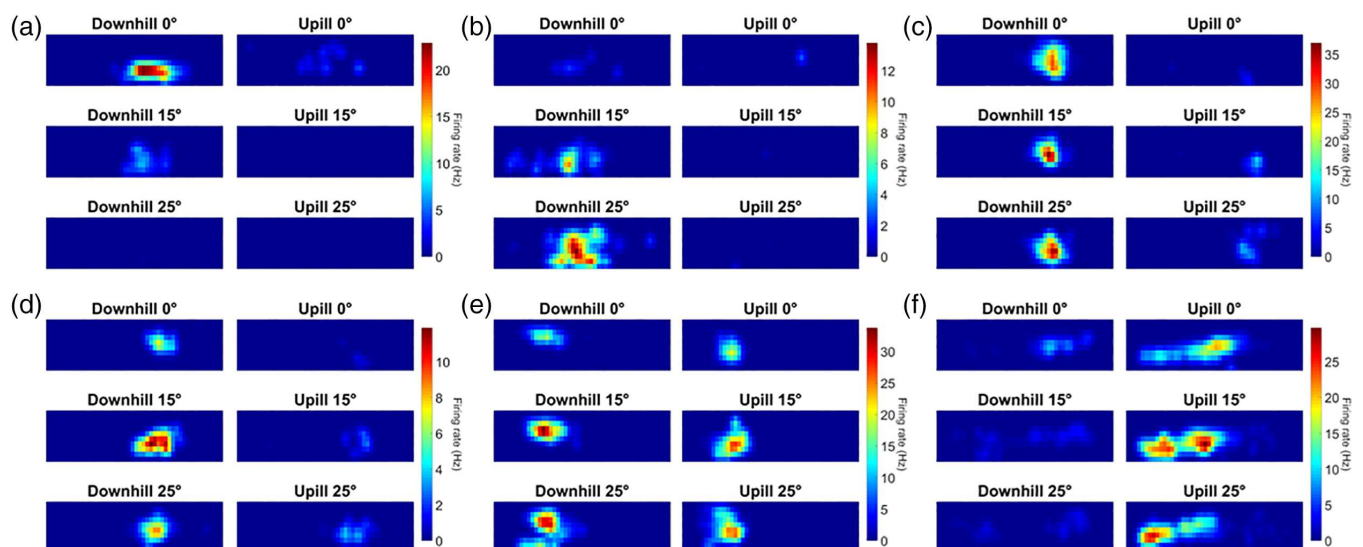 (a) Downhill 0° Upill 0°
Downhill 15° Upill 15°
Downhill 25° Upill 25°
20
15
10
5
0
Firing rate (Hz)
(b) Downhill 0° Upill 0°
Downhill 15° Upill 15°
Downhill 25° Upill 25°
12
10
8
6
4
2
0
Firing rate (Hz)
(c) Downhill 0° Upill 0°
Downhill 15° Upill 15°
Downhill 25° Upill 25°
35
30
25
20
15
10
5
0
Firing rate (Hz)
(d) Downhill 0° Upill 0°
Downhill 15° Upill 15°
Downhill 25° Upill 25°
10
8
6
4
2
0
Firing rate (Hz)
(e) Downhill 0° Upill 0°
Downhill 15° Upill 15°
Downhill 25° Upill 25°
30
25
20
15
10
5
0
Firing rate (Hz)
(f) Downhill 0° Upill 0°
Downhill 15° Upill 15°
Downhill 25° Upill 25°
25
20
15
10
5
0
Firing rate (Hz)